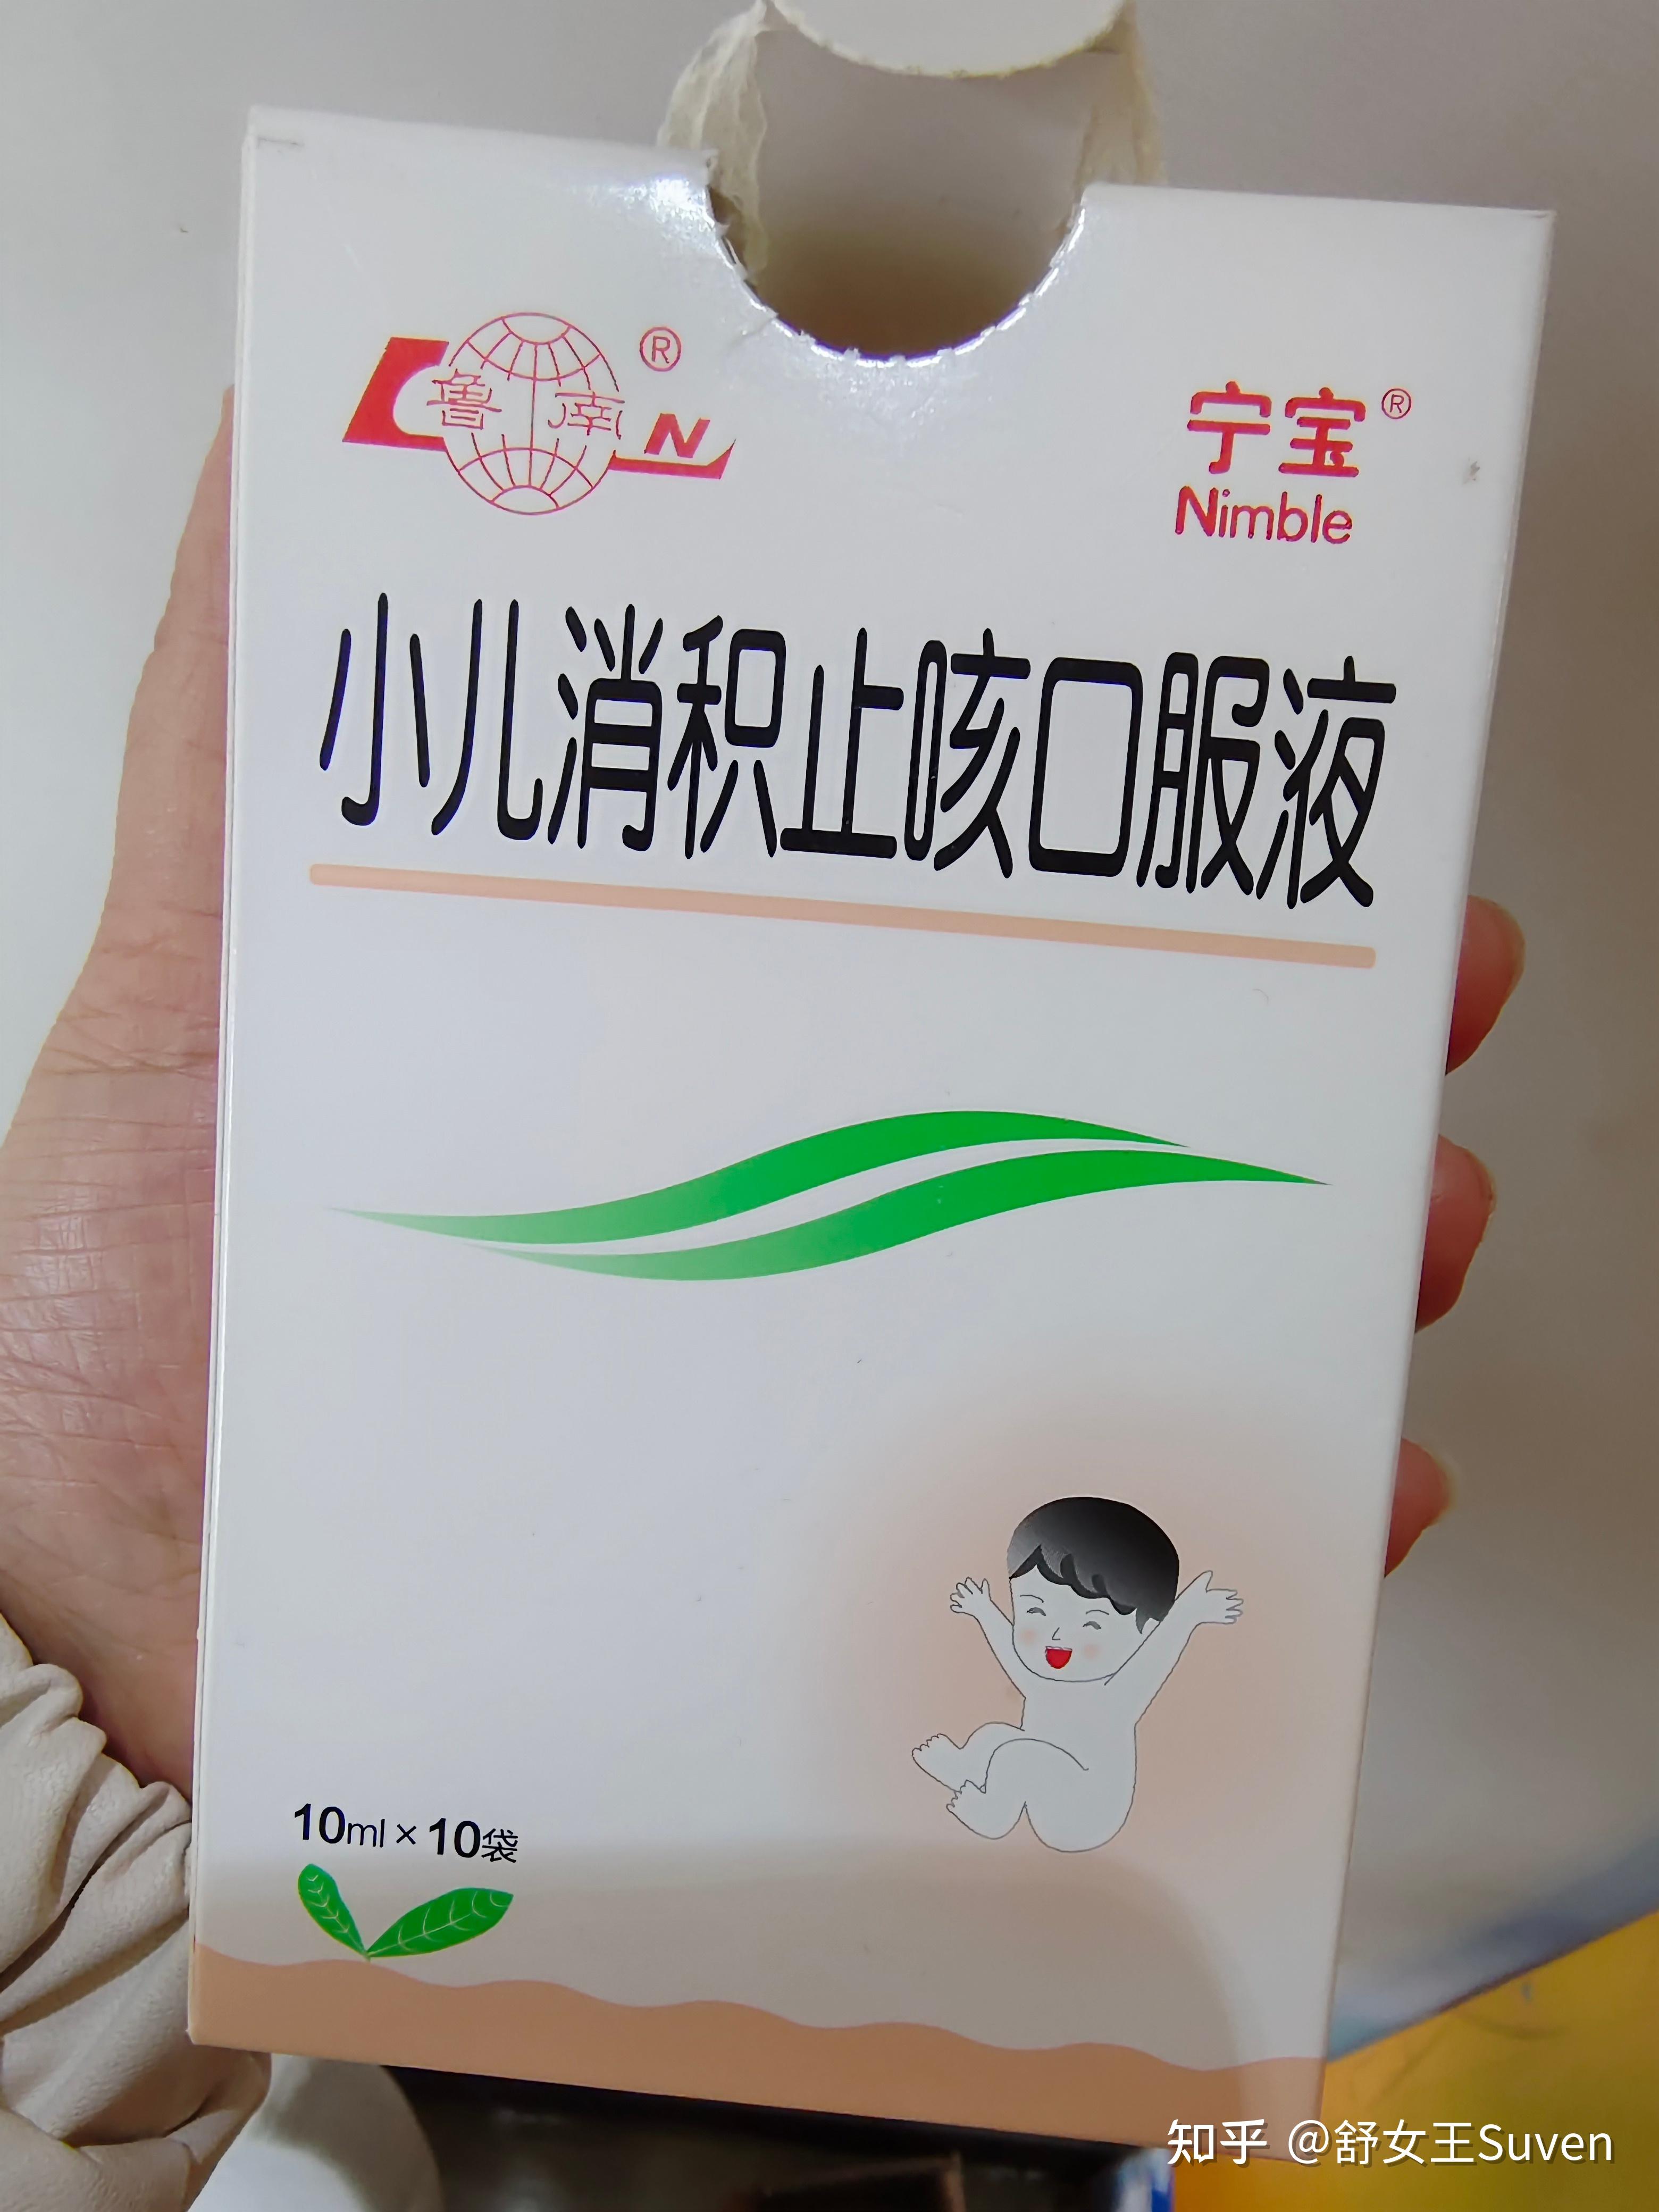 鲁南 N ®
宁宝®
Nimble
小儿消积止咳口服液
10ml×10袋
知乎 @舒女王Suven